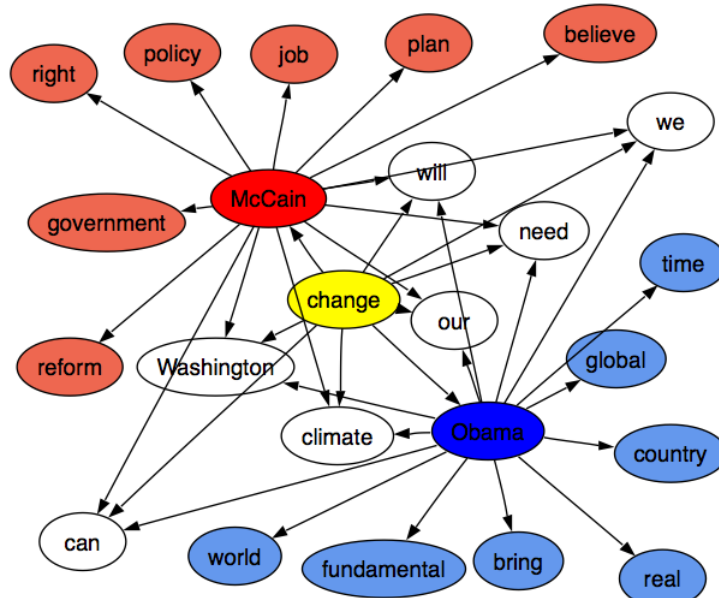 believe
plan
policy
job
right
we
will
McCain
government
need
time
change
our
global
reform
Washington
climate
Obama
country
can
world
fundamental
bring
real